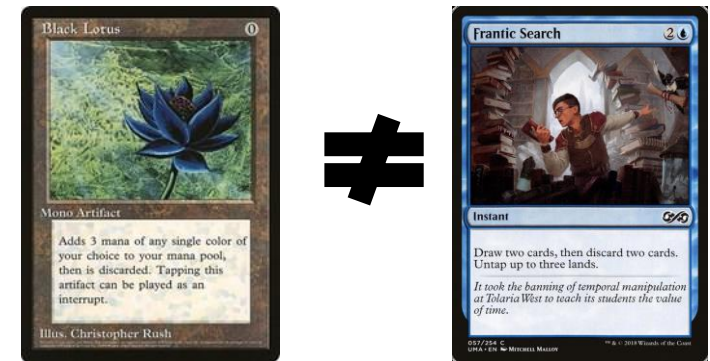 Black Lotus
0
Mono Artifact
Adds 3 mana of any single color of
your choice to your mana pool,
then is discarded. Tapping this
artifact can be played as an
interrupt.
Illus. Christopher Rush
≠
Frantic Search
2
Instant
Draw two cards, then discard two cards.
Untap up to three lands.
It took the banning of temporal manipulation
at Tolaria West to teach its students the value
of time.
057/254 C
UMA • EN Mitchell Malloy
™ & © 2018 Wizards of the Coast